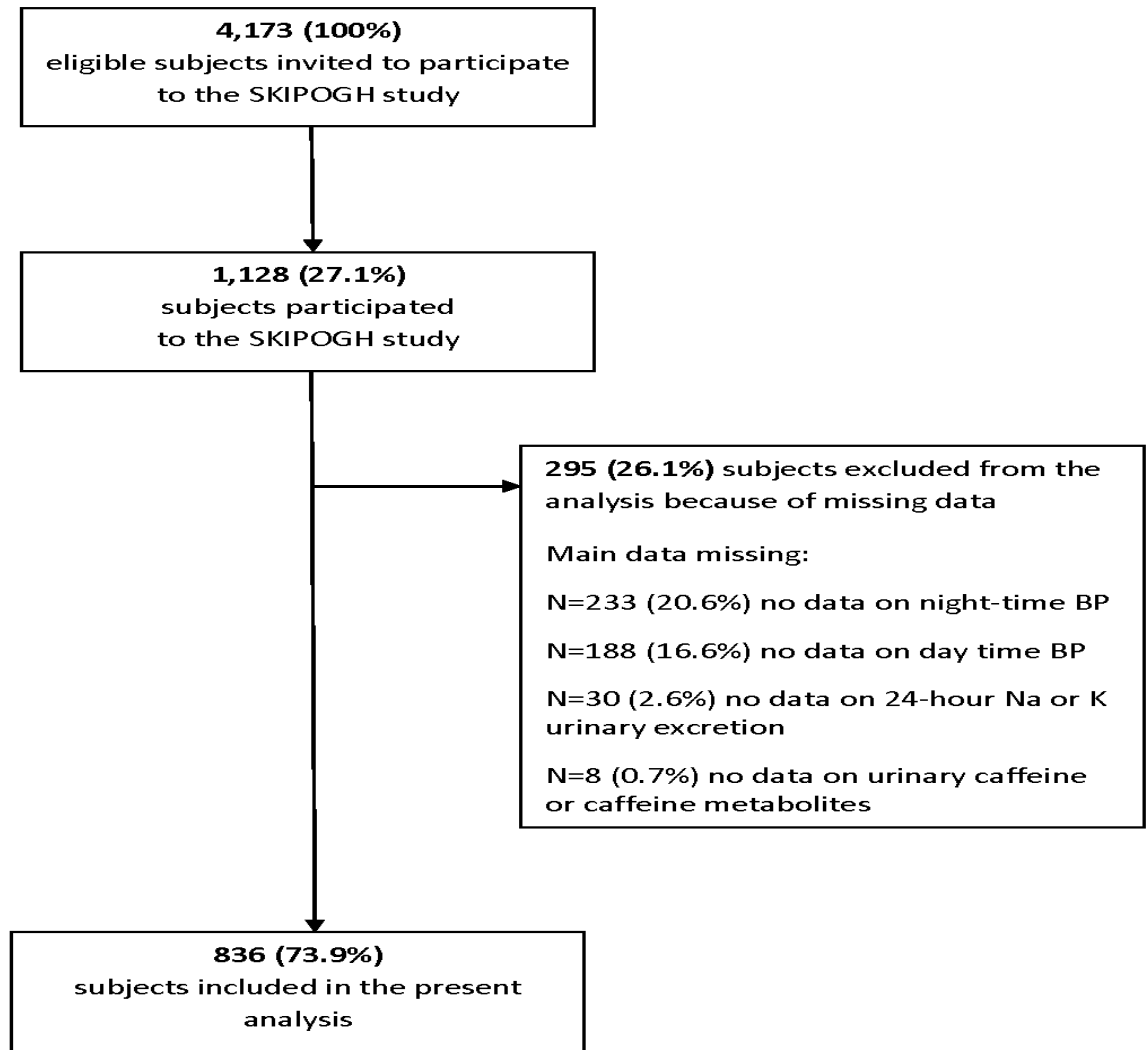 4,173 (100%)
eligible subjects invited to participate
to the SKIPOGH study
1,128 (27.1%)
subjects participated
to the SKIPOGH study
295 (26.1%) subjects excluded from the
analysis because of missing data
Main data missing:
N=233 (20.6%) no data on night-time BP
N=188 (16.6%) no data on day time BP
N=30 (2.6%) no data on 24-hour Na or K
urinary excretion
N=8 (0.7%) no data on urinary caffeine
or caffeine metabolites
836 (73.9%)
subjects included in the present
analysis